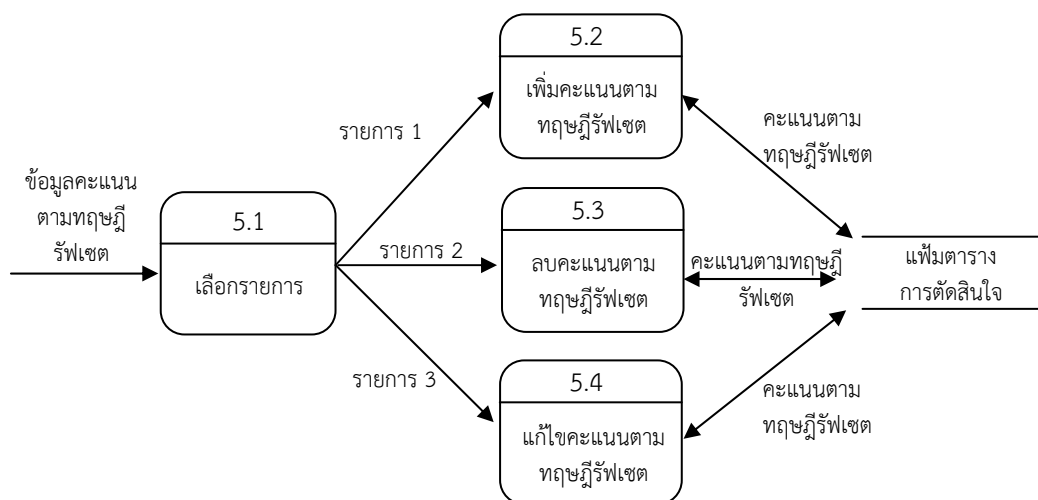 ข้อมูลคะแนน
ตามทฤษฎี
รัฟเซต
5.1
เลือกรายการ
รายการ 1
รายการ 2
รายการ 3
5.2
เพิ่มคะแนนตาม
ทฤษฎีรัฟเซต
5.3
ลบคะแนนตาม
ทฤษฎีรัฟเซต
5.4
แก้ไขคะแนนตาม
ทฤษฎีรัฟเซต
คะแนนตาม
ทฤษฎีรัฟเซต
คะแนนตามทฤษฎี
รัฟเซต
คะแนนตาม
ทฤษฎีรัฟเซต
แฟ้มตาราง
การตัดสินใจ